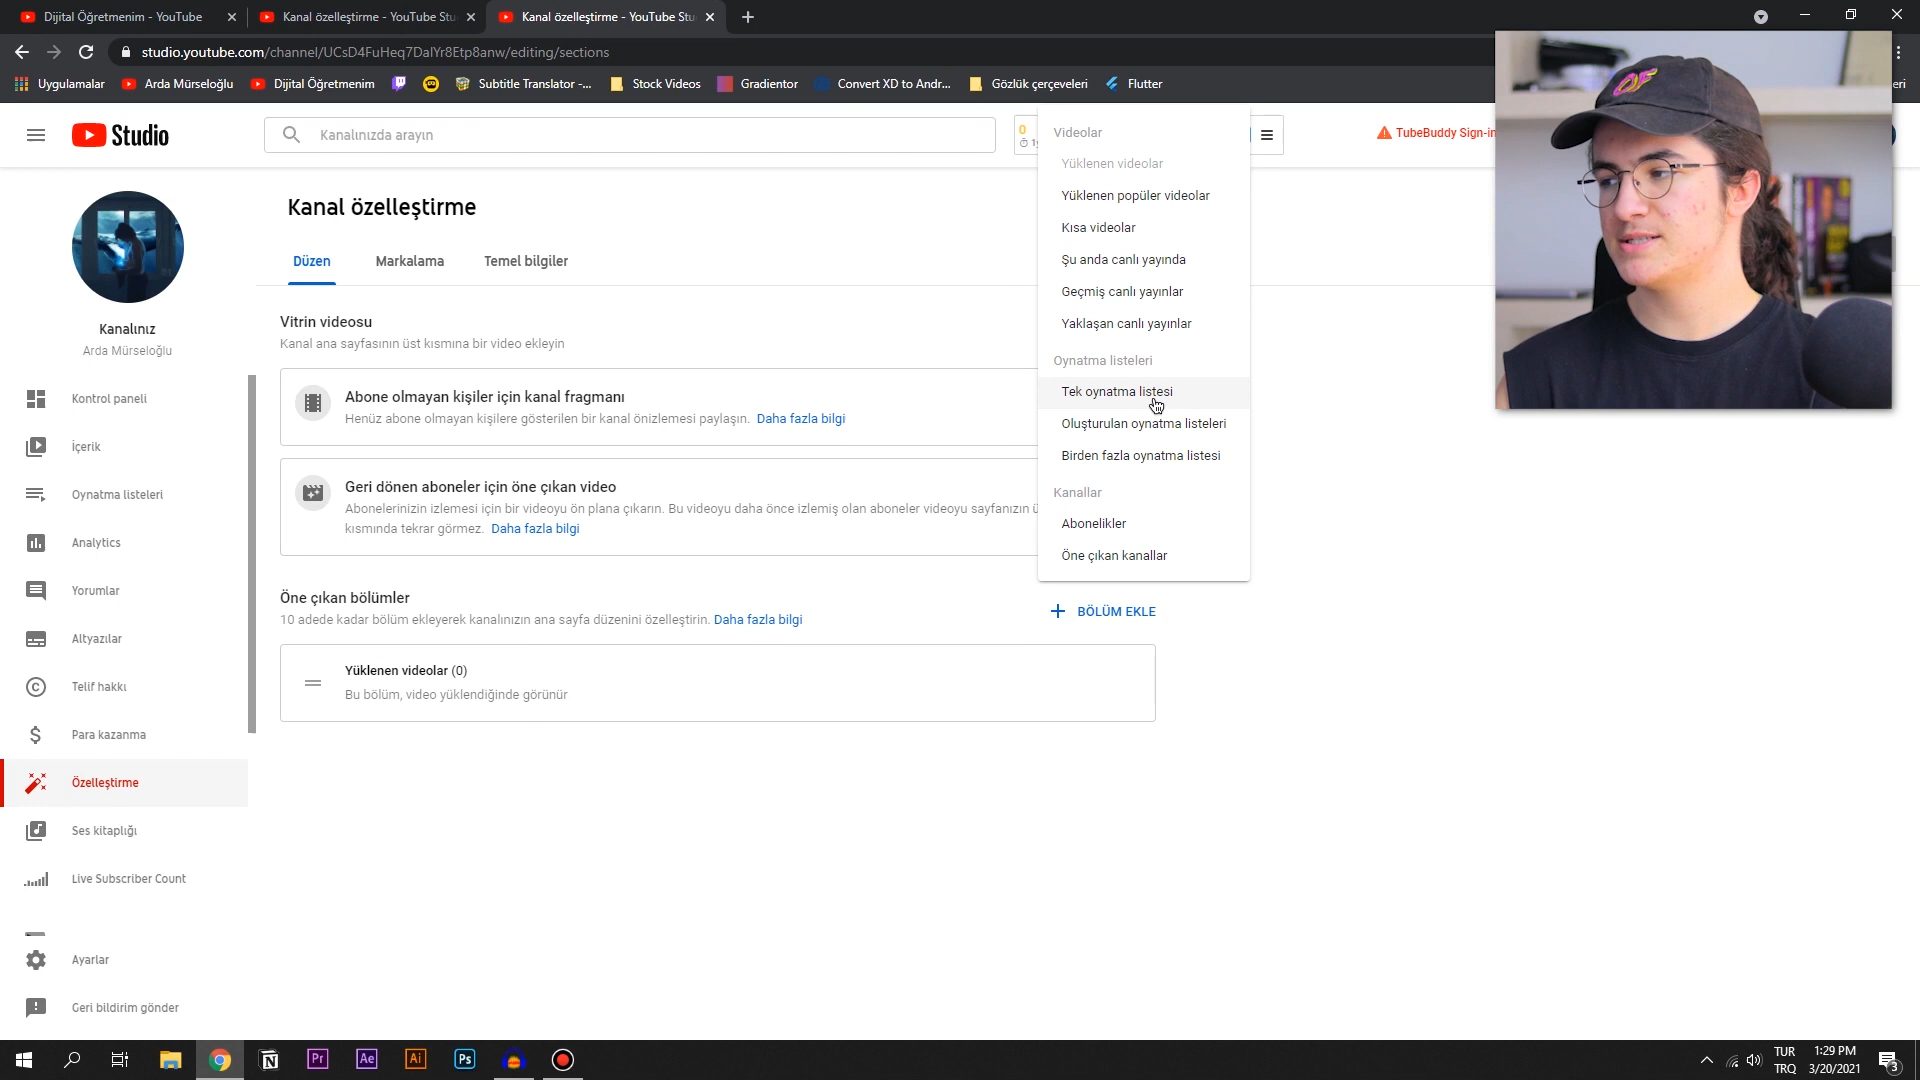 Dijital Öğretmenim - YouTube
Kanal özelleştirme - YouTube Stu
Kanal özelleştirme - YouTube Stu
studio.youtube.com/channel/UCsD4FuHeq7DalYr8Etp8anw/editing/sections
Uygulamalar
Arda Mürseloğlu
Dijital Öğretmenim
Subtitle Translator -...
Stock Videos
Gradientor
Convert XD to Andr...
Gözlük çerçeveleri
Flutter
eri
Studio
Kanalınızda arayın
0
TubeBuddy Sign-in
OF
Kanalınız
Arda Mürseloğlu
Kontrol paneli
İçerik
Oynatma listeleri
Analytics
Yorumlar
Altyazılar
Telif hakkı
Para kazanma
Özelleştirme
Ses kitaplığı
Live Subscriber Count
Ayarlar
Geri bildirim gönder
Kanal özelleştirme
Düzen
Markalama
Temel bilgiler
Vitrin videosu
Kanal ana sayfasının üst kısmına bir video ekleyin
Abone olmayan kişiler için kanal fragmanı
Henüz abone olmayan kişilere gösterilen bir kanal önizlemesi paylaşın. Daha fazla bilgi
Geri dönen aboneler için öne çıkan video
Abonelerinizin izlemesi için bir videoyu ön plana çıkarın. Bu videoyu daha önce izlemiş olan aboneler videoyu sayfanızın ü
kısmında tekrar görmez. Daha fazla bilgi
Öne çıkan bölümler
10 adede kadar bölüm ekleyerek kanalınızın ana sayfa düzenini özelleştirin. Daha fazla bilgi
BÖLÜM EKLE
Yüklenen videolar (0)
Bu bölüm, video yüklendiğinde görünür
Videolar
Yüklenen videolar
Yüklenen popüler videolar
Kısa videolar
Şu anda canlı yayında
Geçmiş canlı yayınlar
Yaklaşan canlı yayınlar
Oynatma listeleri
Tek oynatma listesi
Oluşturulan oynatma listeleri
Birden fazla oynatma listesi
Kanallar
Abonelikler
Öne çıkan kanallar
Pr
Ae
Ai
Ps
TUR
TRQ
1:29 PM
3/20/2021
3